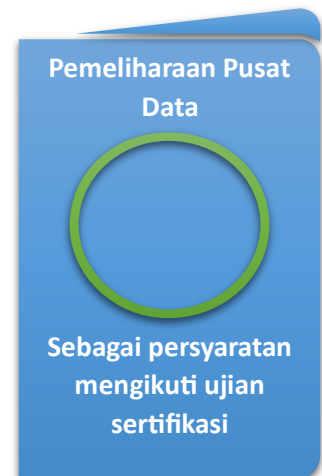 Pemeliharaan Pusat
Data
Sebagai persyaratan
mengikuti ujian
sertifikasi